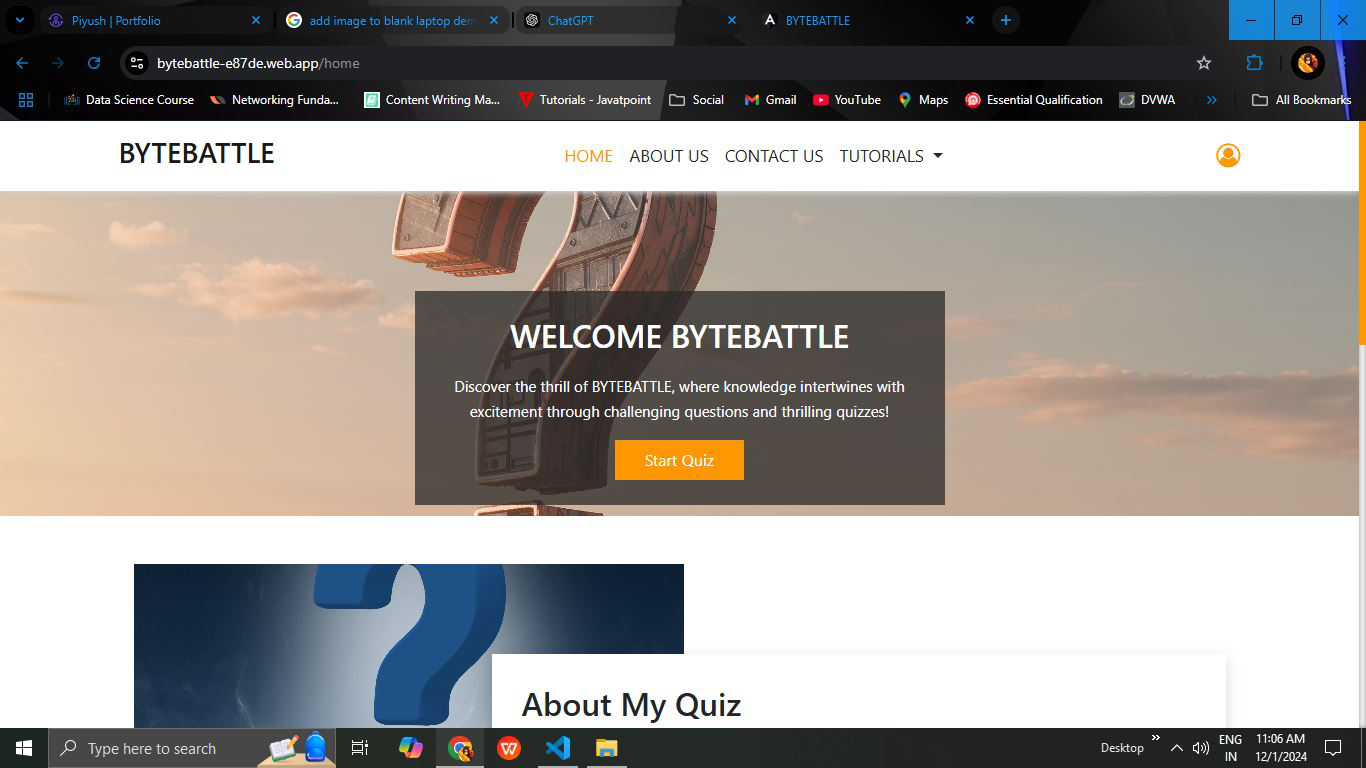 Piyush | Portfolio
add image to blank laptop dem
ChatGPT
BYTEBATTLE
bytebattle-e87de.web.app/home
Data Science Course
Networking Funda...
Content Writing Ma...
Tutorials - Javatpoint
Social
Gmail
YouTube
Maps
Essential Qualification
DVWA
»
All Bookmarks
BYTEBATTLE
HOME
ABOUT US
CONTACT US
TUTORIALS
WELCOME BYTEBATTLE
Discover the thrill of BYTEBATTLE, where knowledge intertwines with
excitement through challenging questions and thrilling quizzes!
Start Quiz
About My Quiz
Type here to search
Desktop
»
ENG
IN
11:06 AM
12/1/2024